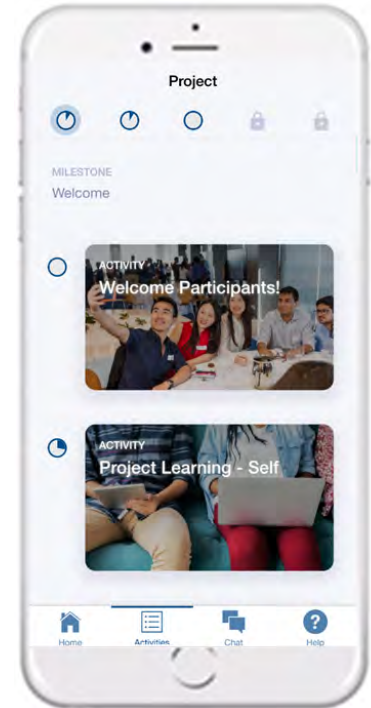 Project
MILESTONE
Welcome
ACTIVITY
Welcome Participants!
ACTIVITY
Project Learning - Self
Home
Activities
Chat
Help